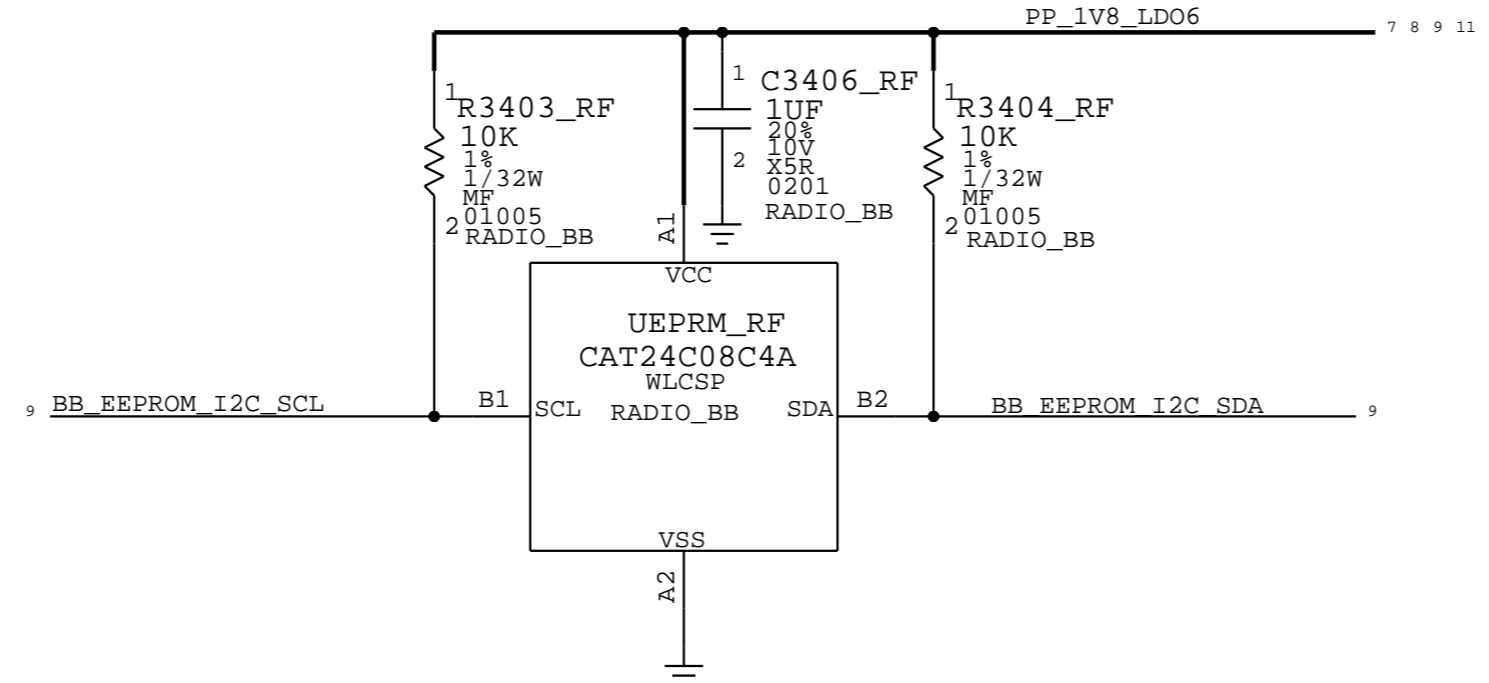 PP_1V8_LDO6
7 8 9 11
1
R3403_RF
10K
1%
1/32W
MF
2 01005
RADIO_BB
1
C3406_RF
1UF
20%
10V
2
X5R
0201
RADIO_BB
1
R3404_RF
10K
1%
1/32W
MF
2 01005
RADIO_BB
A1
VCC
UEPRM_RF
CAT24C08C4A
WLCSP
RADIO_BB
9 BB_EEPROM_I2C_SCL
B1
SCL
SDA
B2
BB_EEPROM_I2C_SDA 9
VSS
A2